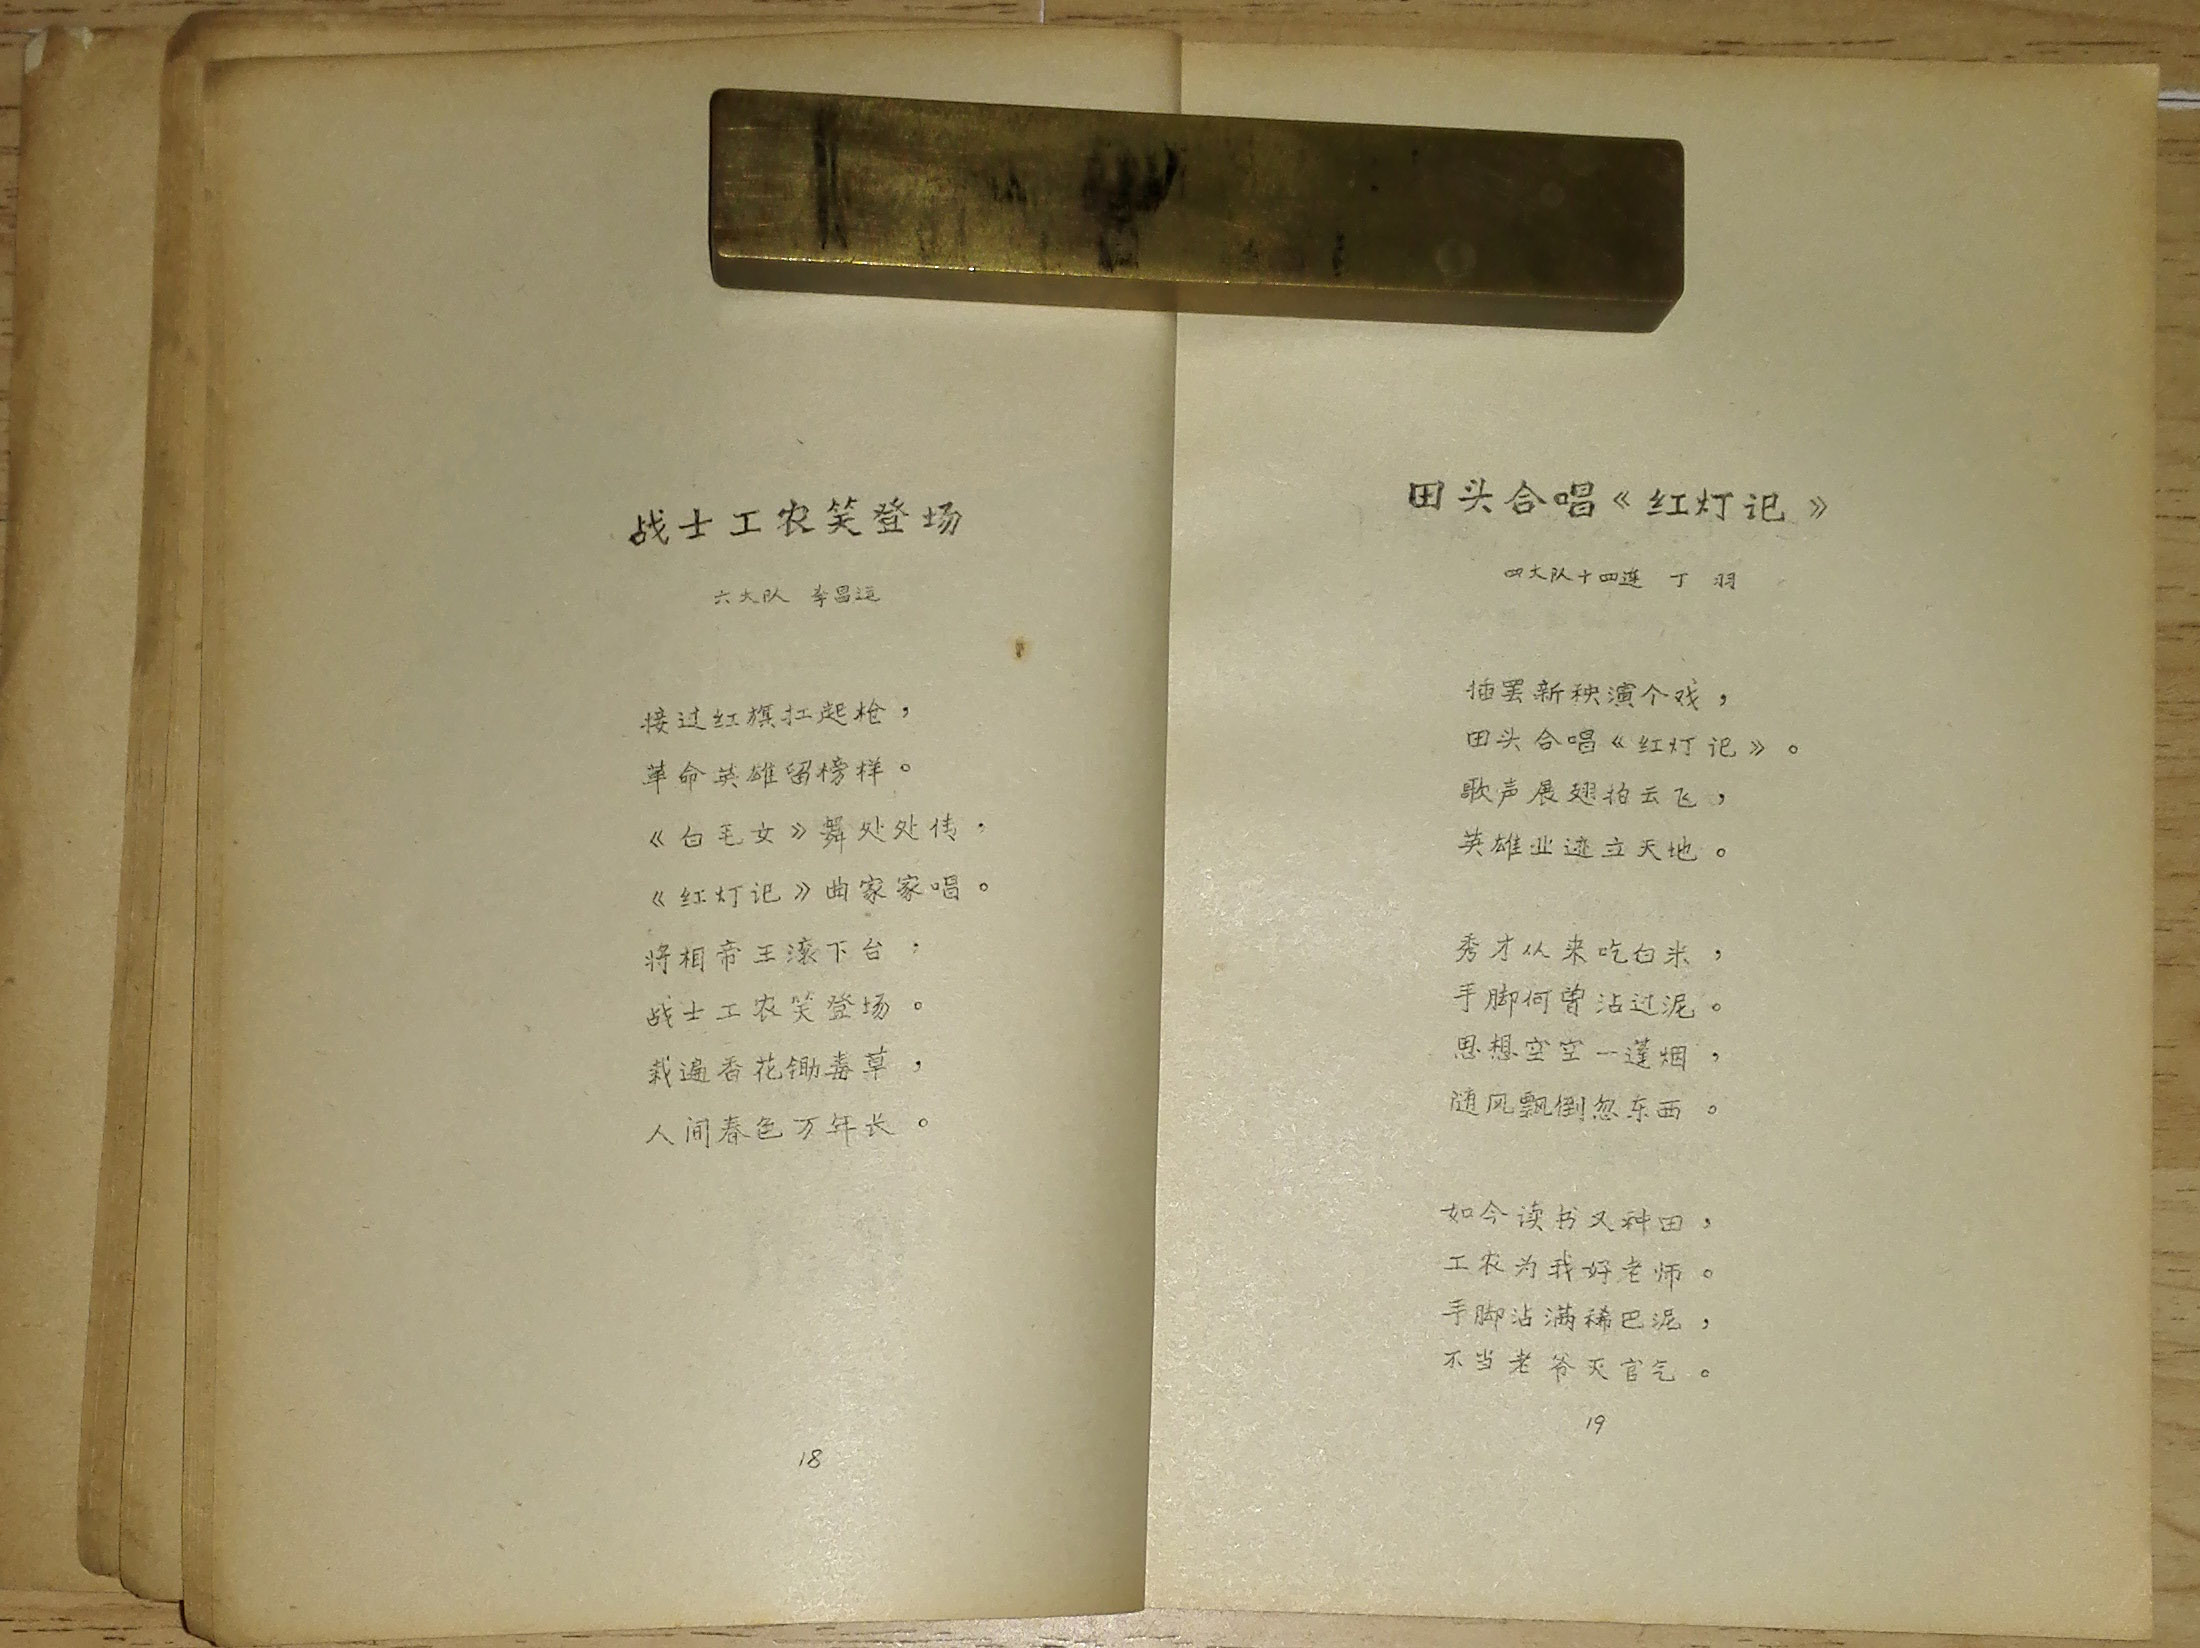 战士工农笑登场
六大队 李昌运
接过红旗扛起枪，
革命英雄留榜样。
《白毛女》舞处处传，
《红灯记》曲家家唱。
将相帝王滚下台，
战士工农笑登场。
栽遍香花锄毒草，
人间春色万年长。
18
田头合唱《红灯记》
四大队十四连 丁羽
插罢新秧演个戏，
田头合唱《红灯记》。
歌声展翅拍云飞，
英雄业迹立天地。
秀才从来吃白米，
手脚何曾沾过泥。
思想空空一蓬烟，
随风飘倒忽东西。
如今读书又种田，
工农为我好老师。
手脚沾满稀巴泥，
不当老爷灭官气。
19